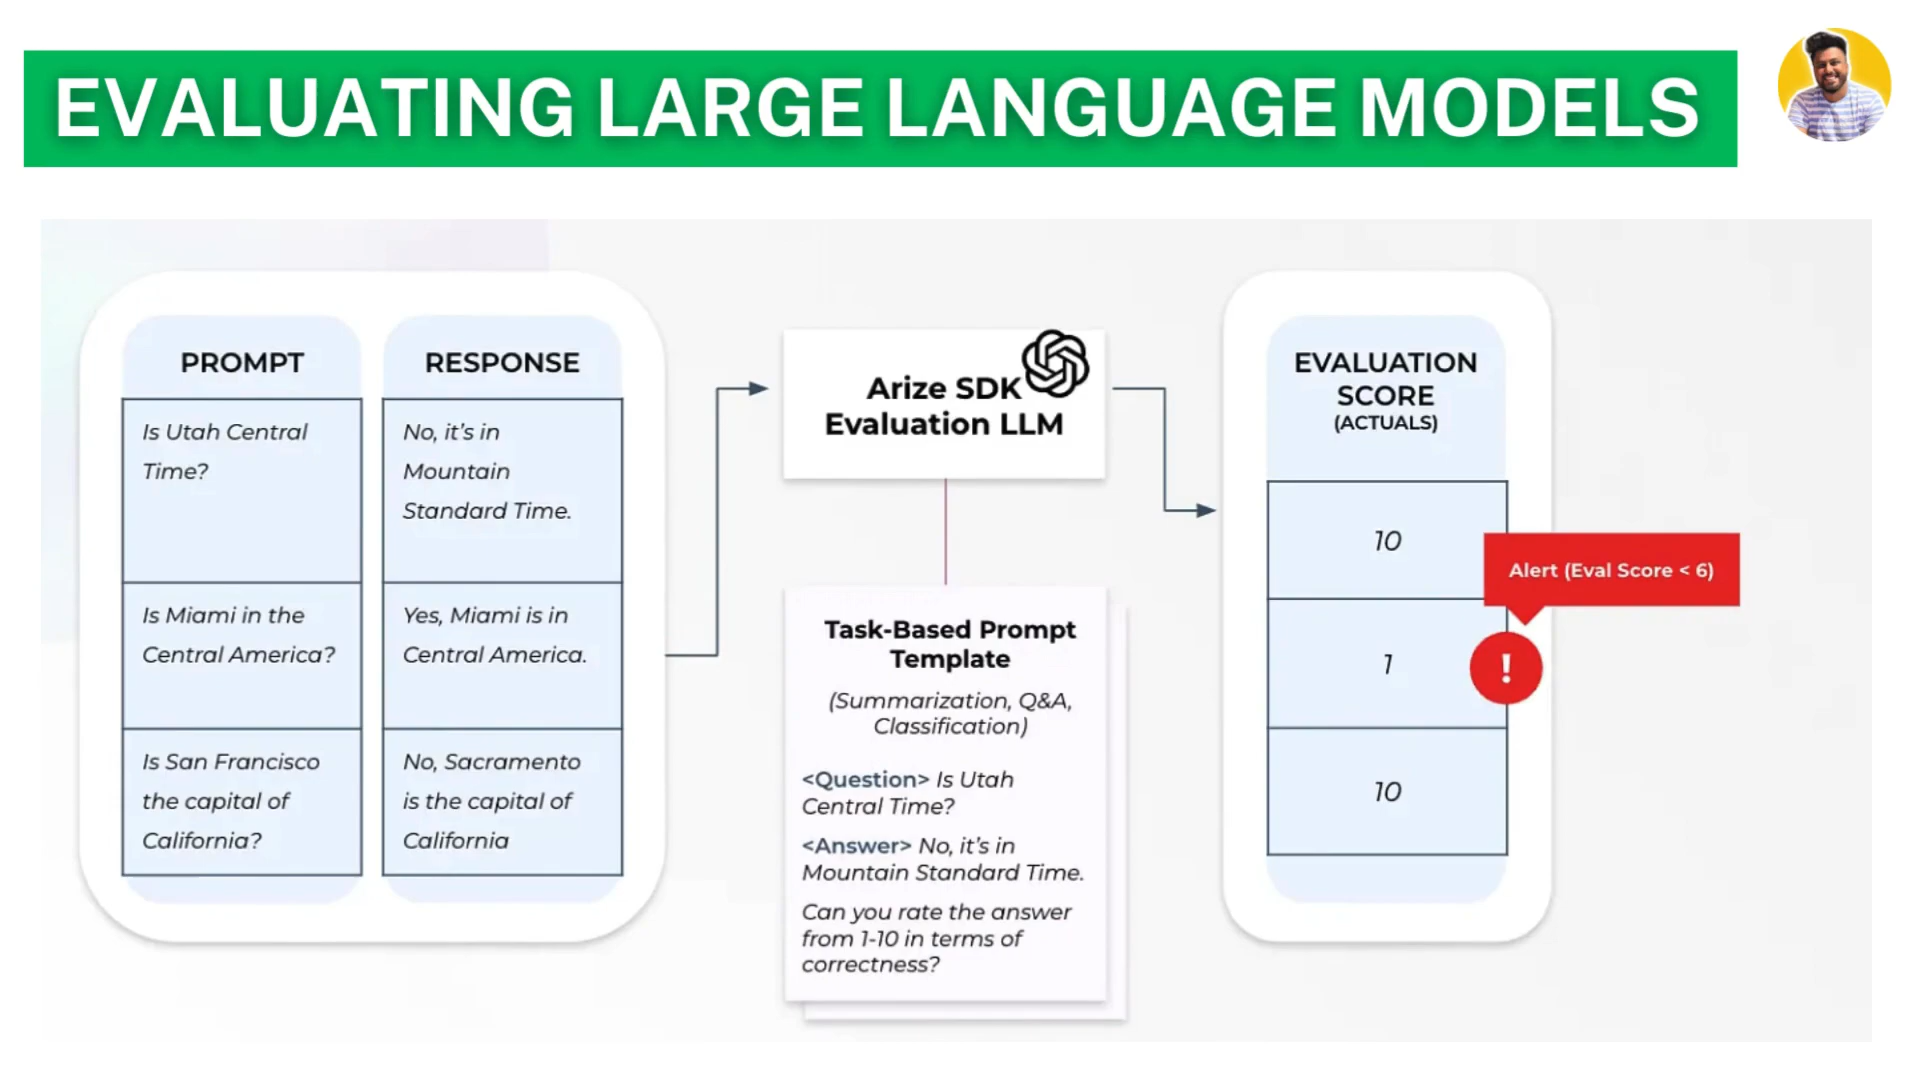 EVALUATING LARGE LANGUAGE MODELS
PROMPT
RESPONSE
Is Utah Central
Time?
No, it's in
Mountain
Standard Time.
Is Miami in the
Central America?
Yes, Miami is in
Central America.
Is San Francisco
the capital of
California?
No, Sacramento
is the capital of
California
Arize SDK
Evaluation LLM
Task-Based Prompt
Template
(Summarization, Q&A,
Classification)
<Question> Is Utah
Central Time?
<Answer> No, it's in
Mountain Standard Time.
Can you rate the answer
from 1-10 in terms of
correctness?
EVALUATION
SCORE
(ACTUALS)
10
Alert (Eval Score < 6)
1
!
10